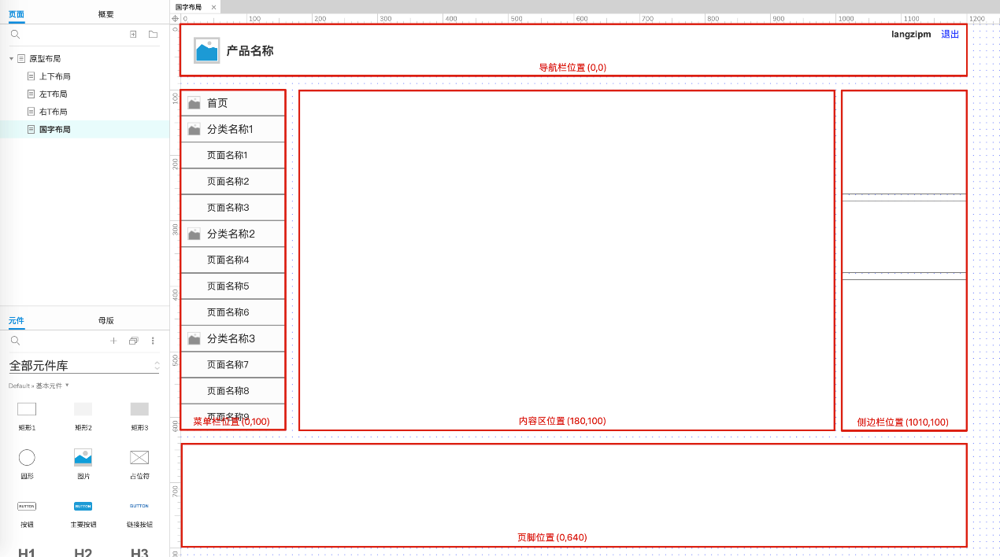 页面 概要
原型布局
上下布局
左T布局
右T布局
国字布局
元件 母版
全部元件库
Default » 基本元件
矩形1 矩形2 矩形3
圆形 图片 占位符
BUTTON BUTTON BUTTON
按钮 主要按钮 链接按钮
H1 H2 H3
国字布局
0 100 200 300 400 500 600 700 800 900 1000 1100 1200
0
100
200
300
400
500
600
700
langzipm 退出
产品名称
导航栏位置 (0,0)
首页
分类名称1
页面名称1
页面名称2
页面名称3
分类名称2
页面名称4
页面名称5
页面名称6
分类名称3
页面名称7
页面名称8
页面名称9
菜单栏位置 (0,100)
内容区位置 (180,100)
侧边栏位置 (1010,100)
页脚位置 (0,640)